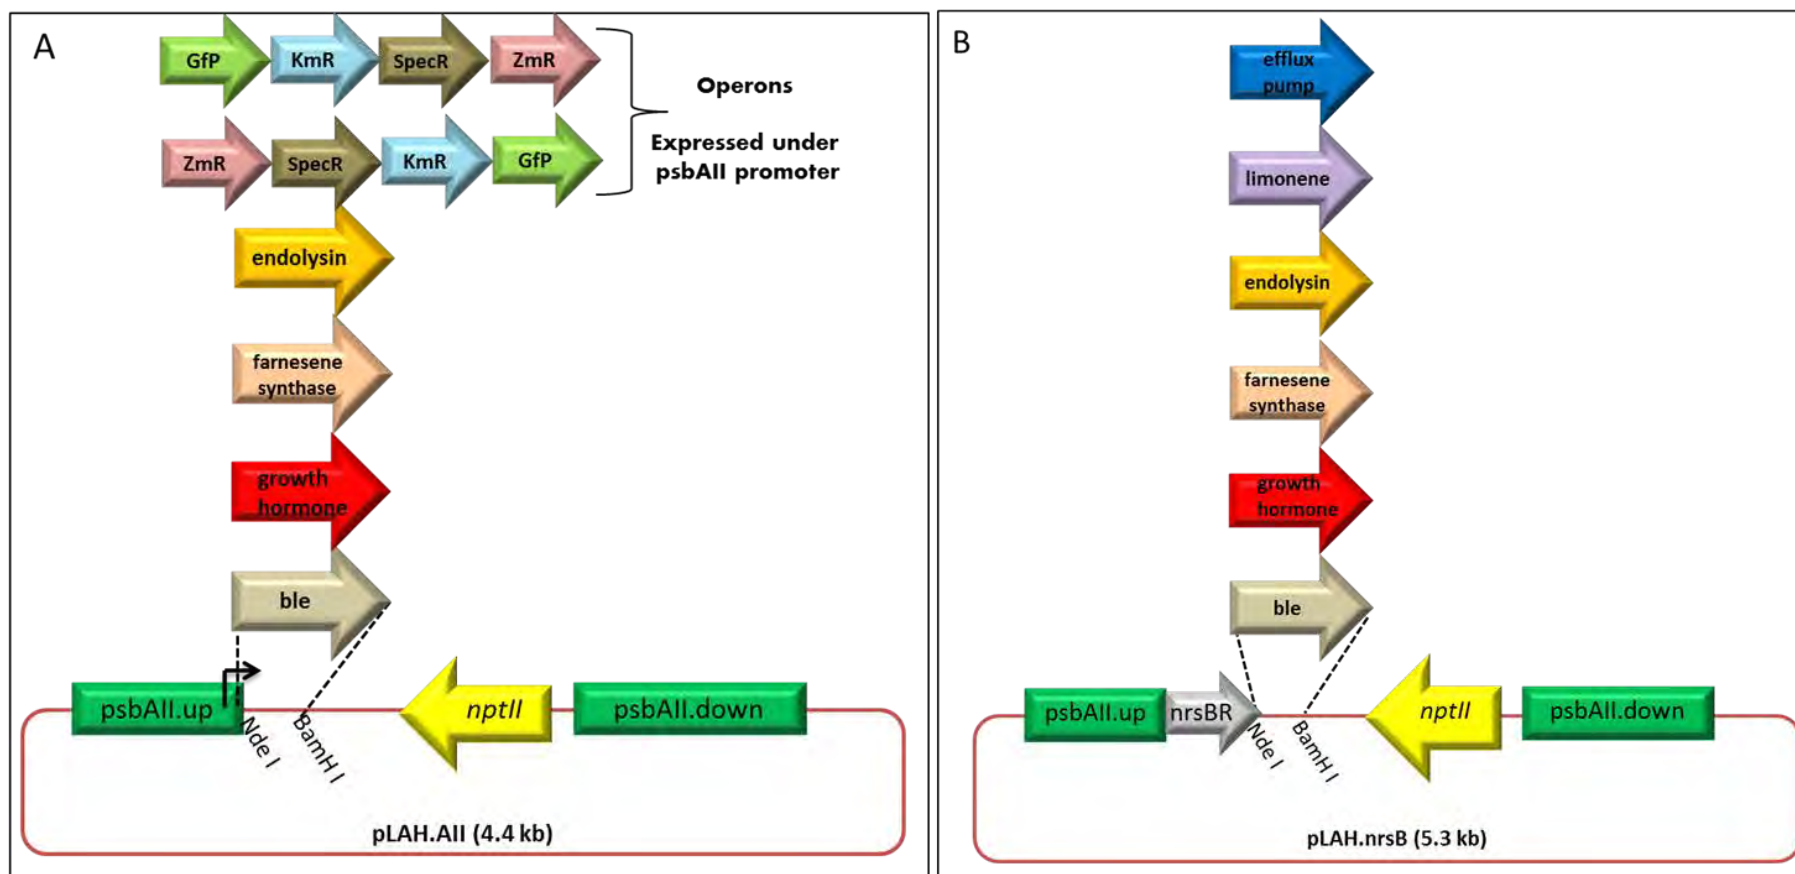 A
GfP KmR SpecR ZmR
Operons
Expressed under
psbAII promoter
ZmR SpecR KmR GfP
endolysin
farnesene
synthase
growth
hormone
ble
psbAII.up
nptII
psbAII.down
Nde I
BamH I
pLAH.AII (4.4 kb)
B
efflux
pump
limonene
endolysin
farnesene
synthase
growth
hormone
ble
psbAII.up
nrsBR
nptII
psbAII.down
Nde I
BamH I
pLAH.nrsB (5.3 kb)